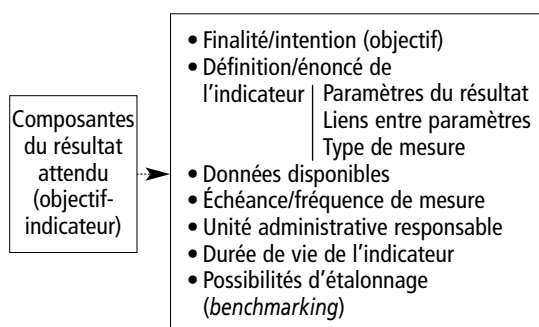 Composantes
du résultat
attendu
(objectif-
indicateur)
• Finalité/intention (objectif)
• Définition/énoncé de
l'indicateur
Paramètres du résultat
Liens entre paramètres
Type de mesure
• Données disponibles
• Échéance/fréquence de mesure
• Unité administrative responsable
• Durée de vie de l'indicateur
• Possibilités d'étalonnage
(benchmarking)